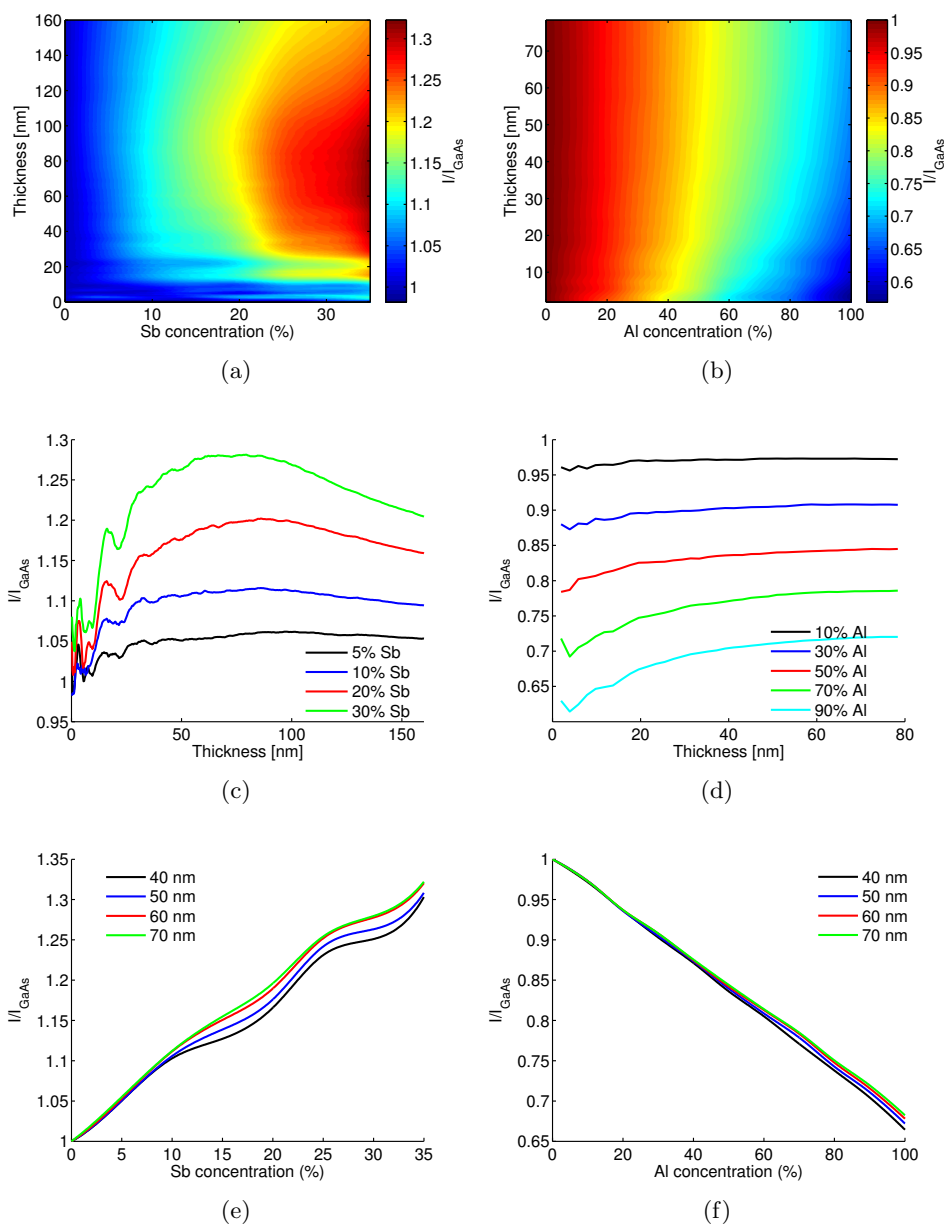 160
140
120
100
80
60
40
20
0
0 10 20 30
Thickness [nm]
Sb concentration (%)
1.3
1.25
1.2
1.15
1.1
1.05
1
I/I_GaAs
(a)
70
60
50
40
30
20
10
0 20 40 60 80 100
Thickness [nm]
Al concentration (%)
1
0.95
0.9
0.85
0.8
0.75
0.7
0.65
0.6
I/I_GaAs
(b)
1.3
1.25
1.2
1.15
1.1
1.05
1
0.95
0 50 100 150
I/I_GaAs
Thickness [nm]
5% Sb
10% Sb
20% Sb
30% Sb
(c)
1
0.95
0.9
0.85
0.8
0.75
0.7
0.65
0 20 40 60 80
I/I_GaAs
Thickness [nm]
10% Al
30% Al
50% Al
70% Al
90% Al
(d)
1.35
1.3
1.25
1.2
1.15
1.1
1.05
1
0 5 10 15 20 25 30 35
I/I_GaAs
Sb concentration (%)
40 nm
50 nm
60 nm
70 nm
(e)
1
0.95
0.9
0.85
0.8
0.75
0.7
0.65
0 20 40 60 80 100
I/I_GaAs
Al concentration (%)
40 nm
50 nm
60 nm
70 nm
(f)